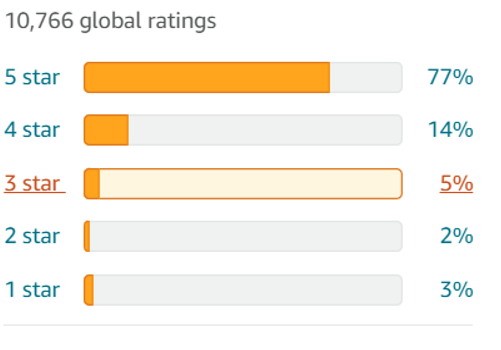 10,766 global ratings
5 star 77%
4 star 14%
3 star 5%
2 star 2%
1 star 3%